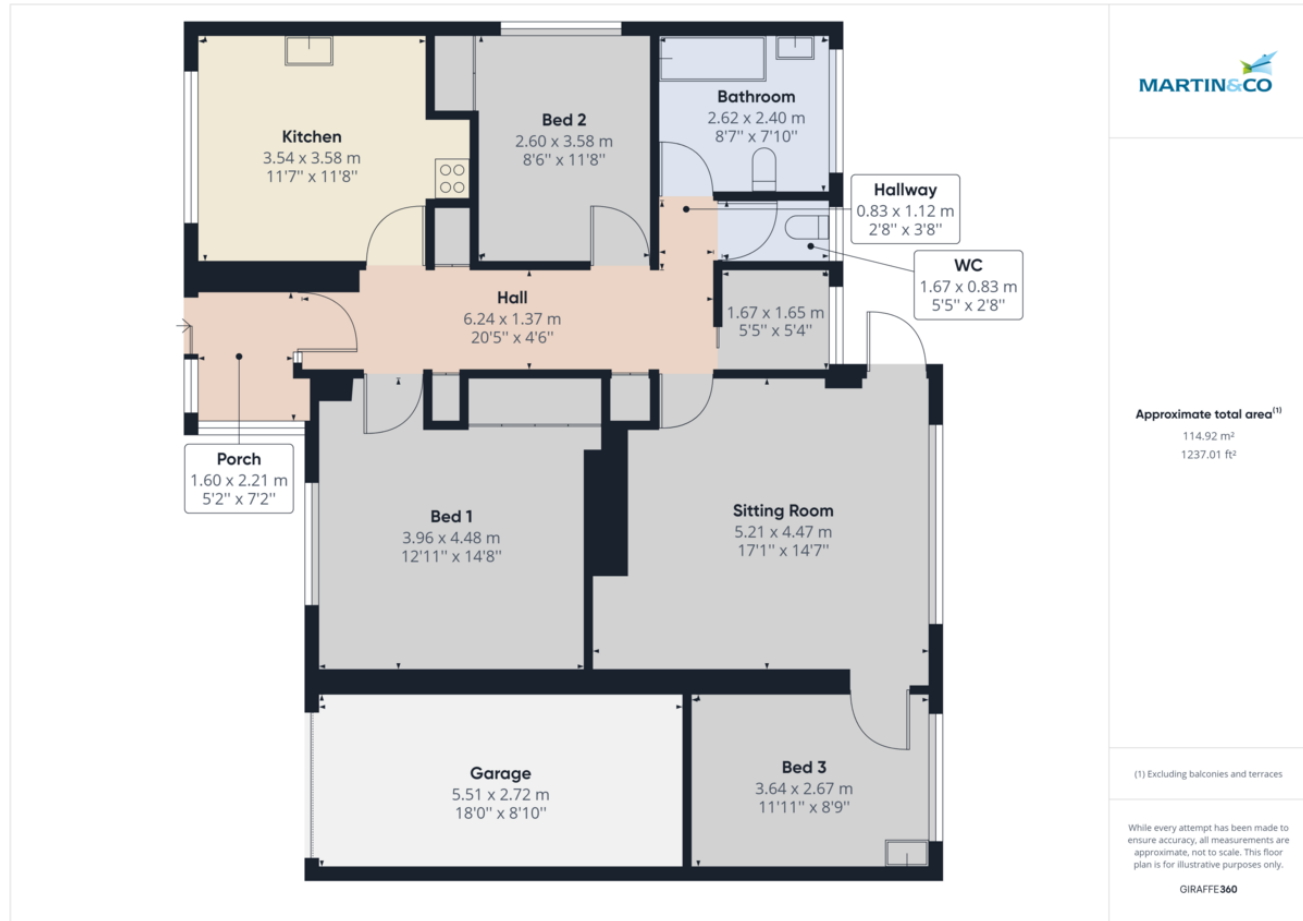 Kitchen
3.54 x 3.58 m
11'7" x 11'8"
Bed 2
2.60 x 3.58 m
8'6" x 11'8"
Bathroom
2.62 x 2.40 m
8'7" x 7'10"
Hallway
0.83 x 1.12 m
2'8" x 3'8"
WC
1.67 x 0.83 m
5'5" x 2'8"
Hall
6.24 x 1.37 m
20'5" x 4'6"
1.67 x 1.65 m
5'5" x 5'4"
Porch
1.60 x 2.21 m
5'2" x 7'2"
Bed 1
3.96 x 4.48 m
12'11" x 14'8"
Sitting Room
5.21 x 4.47 m
17'1" x 14'7"
Garage
5.51 x 2.72 m
18'0" x 8'10"
Bed 3
3.64 x 2.67 m
11'11" x 8'9"
MARTIN&CO
Approximate total area(1)
114.92 m²
1237.01 ft²
(1) Excluding balconies and terraces
While every attempt has been made to
ensure accuracy, all measurements are
approximate, not to scale. This floor
plan is for illustrative purposes only.
GIRAFFE360